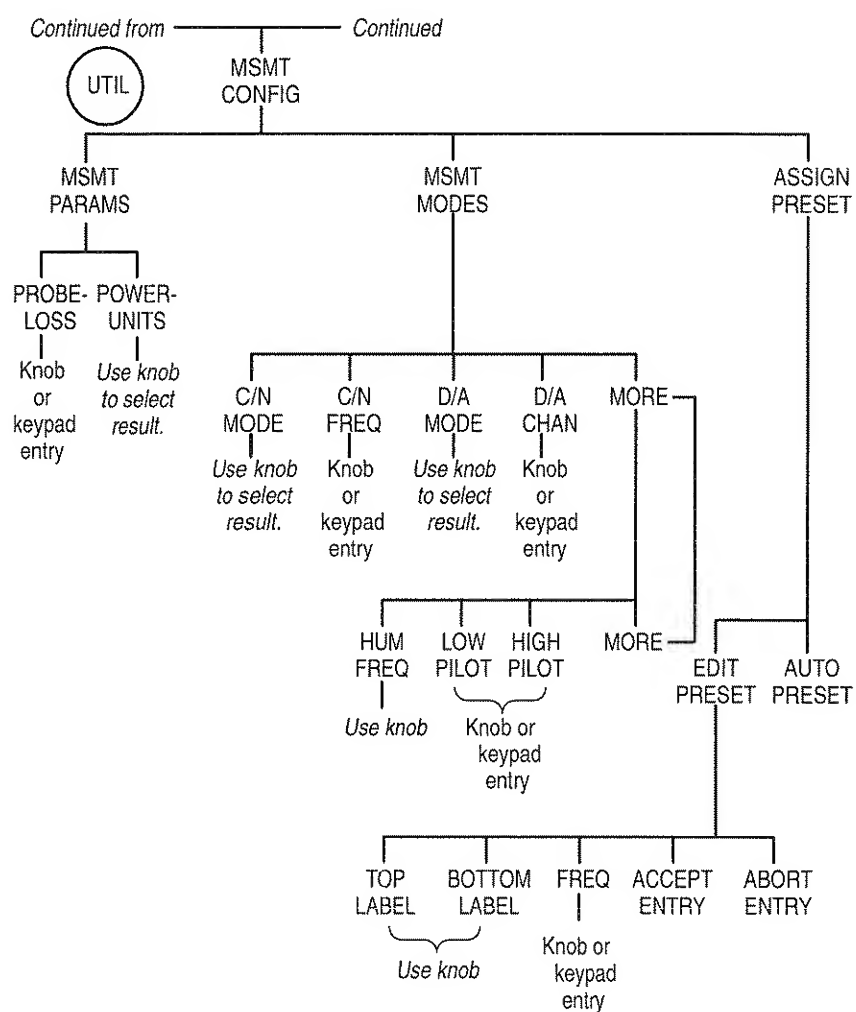 Continued from
Continued
UTIL
MSMT
CONFIG
MSMT
PARAMS
MSMT
MODES
ASSIGN
PRESET
PROBE-
LOSS
POWER-
UNITS
Knob
or
keypad
entry
Use knob
to select
result.
C/N
MODE
C/N
FREQ
D/A
MODE
D/A
CHAN
MORE
Use knob
to select
result.
Knob
or
keypad
entry
Use knob
to select
result.
Knob
or
keypad
entry
HUM
FREQ
LOW
PILOT
HIGH
PILOT
MORE
EDIT
PRESET
AUTO
PRESET
Use knob
Knob or
keypad
entry
TOP
LABEL
BOTTOM
LABEL
FREQ
ACCEPT
ENTRY
ABORT
ENTRY
Use knob
Knob or
keypad
entry